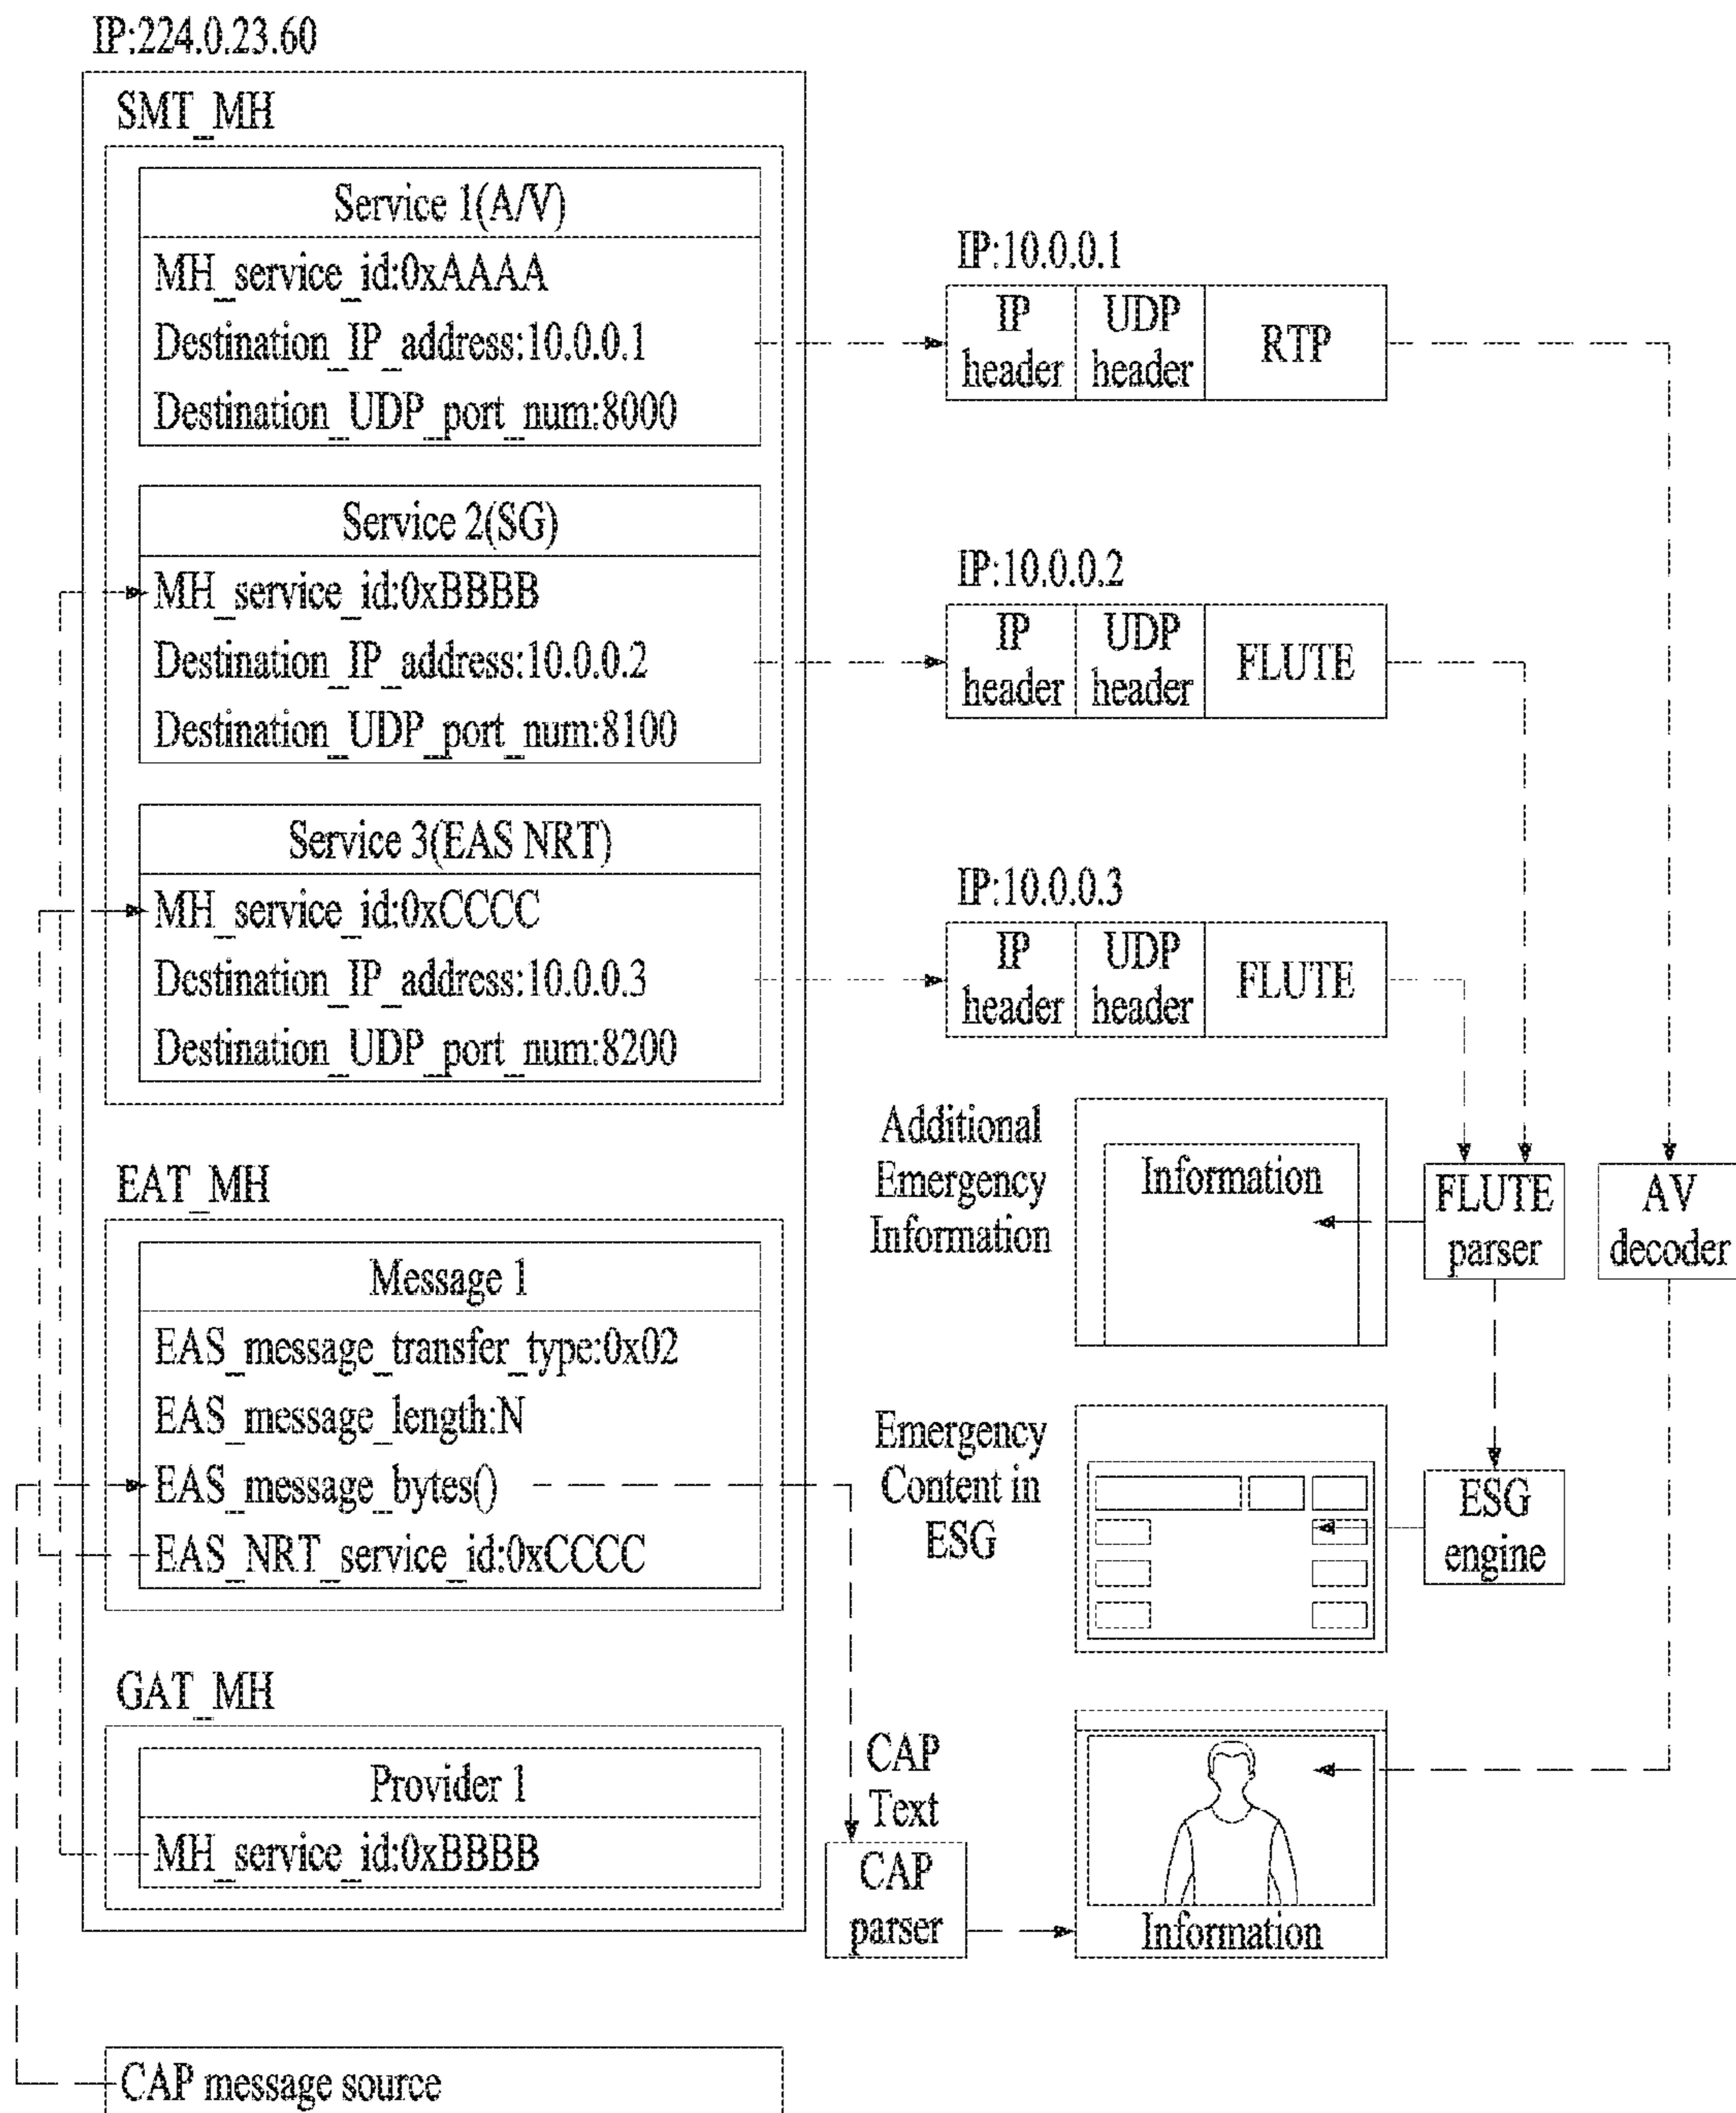 IP:224.0.23.60
SMT_MH
Service 1(A/V)
MH_service_id:0xAAAA
Destination_IP_address:10.0.0.1
Destination_UDP_port_num:8000
Service 2(SG)
MH_service_id:0xBBBB
Destination_IP_address:10.0.0.2
Destination_UDP_port_num:8100
Service 3(EAS NRT)
MH_service_id:0xCCCC
Destination_IP_address:10.0.0.3
Destination_UDP_port_num:8200
EAT_MH
Message 1
EAS_message_transfer_type:0x02
EAS_message_length:N
EAS_message_bytes()
EAS_NRT_service_id:0xCCCC
GAT_MH
Provider 1
MH_service_id:0xBBBB
CAP message source
IP:10.0.0.1
IP
header
UDP
header
RTP
IP:10.0.0.2
IP
header
UDP
header
FLUTE
IP:10.0.0.3
IP
header
UDP
header
FLUTE
Additional
Emergency
Information
Information
FLUTE
parser
AV
decoder
Emergency
Content in
ESG
ESG
engine
CAP
Text
CAP
parser
Information